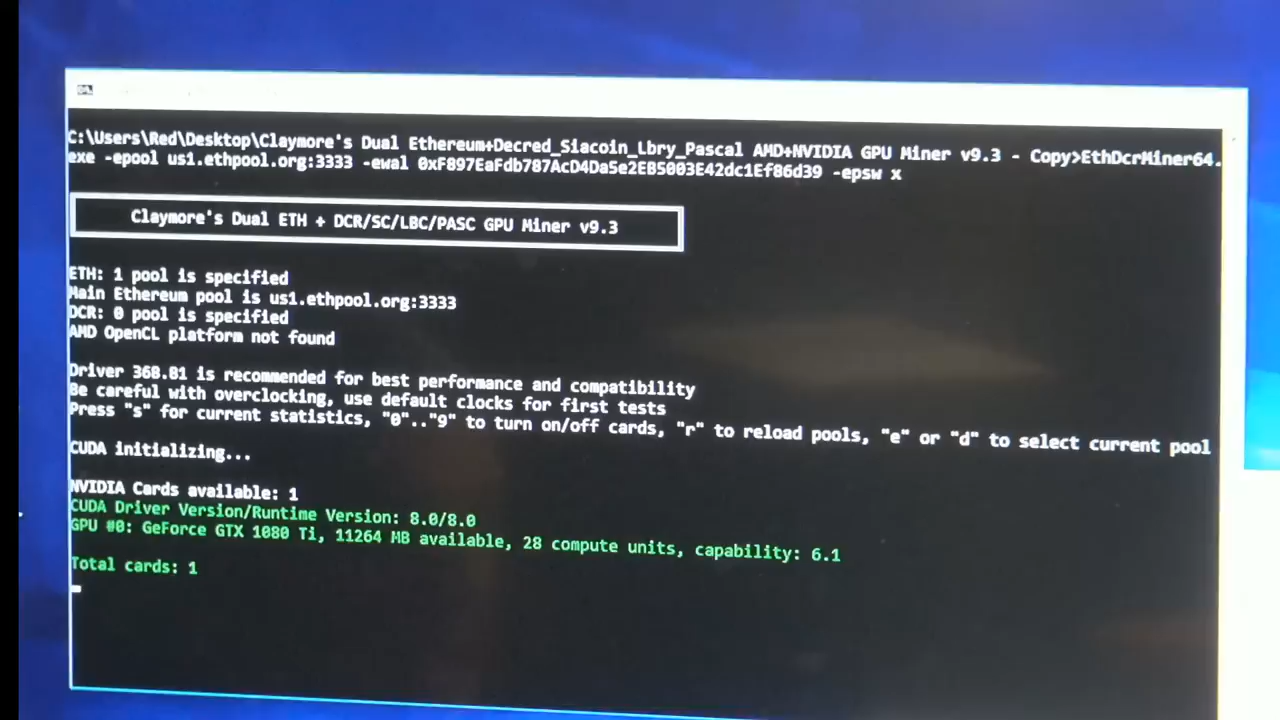 C:\Users\Red\Desktop\Claymore's Dual Ethereum+Decred_Siacoin_Lbry_Pascal AMD+NVIDIA GPU Miner v9.3 - Copy>EthDcrMiner64.
exe -epool us1.ethpool.org:3333 -ewal 0xF897EaFdb787AcD4Da5e2EB5003E42dc1Ef86d39 -epsw x
Claymore's Dual ETH + DCR/SC/LBC/PASC GPU Miner v9.3
ETH: 1 pool is specified
Main Ethereum pool is us1.ethpool.org:3333
DCR: 0 pool is specified
AMD OpenCL platform not found
Driver 368.81 is recommended for best performance and compatibility
Be careful with overclocking, use default clocks for first tests
Press "s" for current statistics, "0".."9" to turn on/off cards, "r" to reload pools, "e" or "d" to select current pool
CUDA initializing...
NVIDIA Cards available: 1
CUDA Driver Version/Runtime Version: 8.0/8.0
GPU #0: GeForce GTX 1080 Ti, 11264 MB available, 28 compute units, capability: 6.1
Total cards: 1